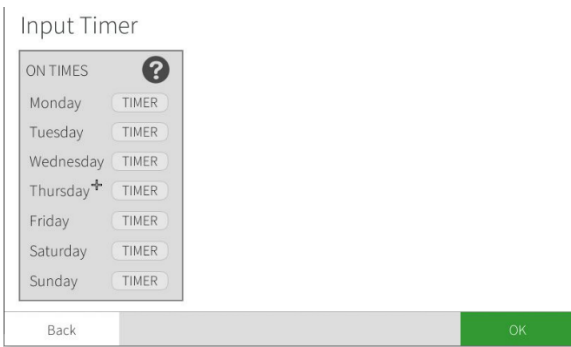 Input Timer
ON TIMES ?
Monday TIMER
Tuesday TIMER
Wednesday TIMER
Thursday TIMER
Friday TIMER
Saturday TIMER
Sunday TIMER
Back OK